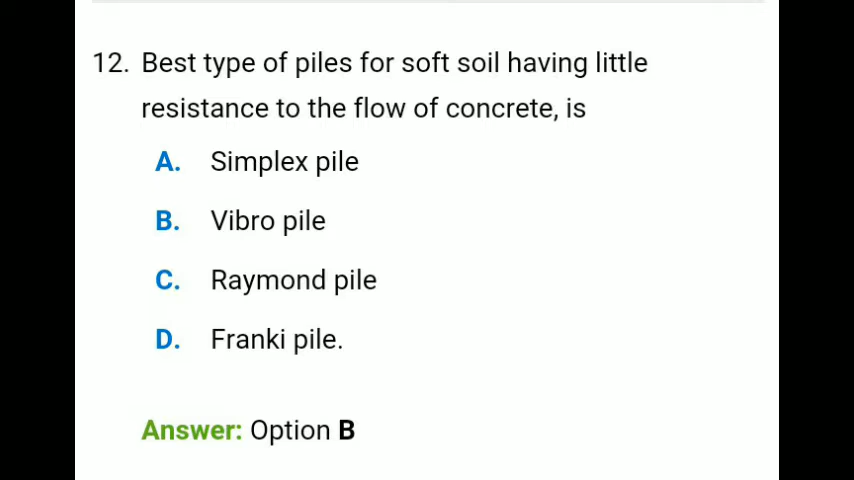 12. Best type of piles for soft soil having little
resistance to the flow of concrete, is
A. Simplex pile
B. Vibro pile
C. Raymond pile
D. Franki pile.
Answer: Option B